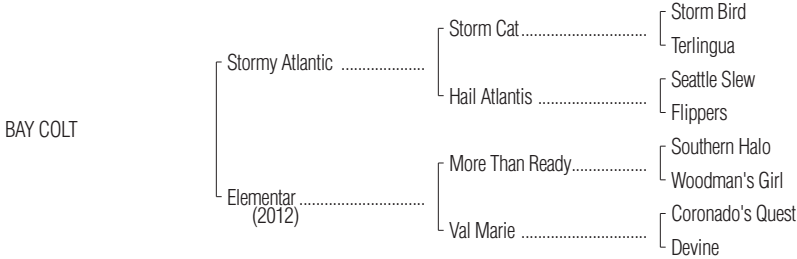 Storm Bird
Storm Cat..............................
Terlingua
Stormy Atlantic ....................
Seattle Slew
Hail Atlantis ..........................
Flippers
BAY COLT
Southern Halo
More Than Ready..................
Woodman's Girl
Elementar..............................
(2012)
Coronado's Quest
Val Marie ..............................
Devine